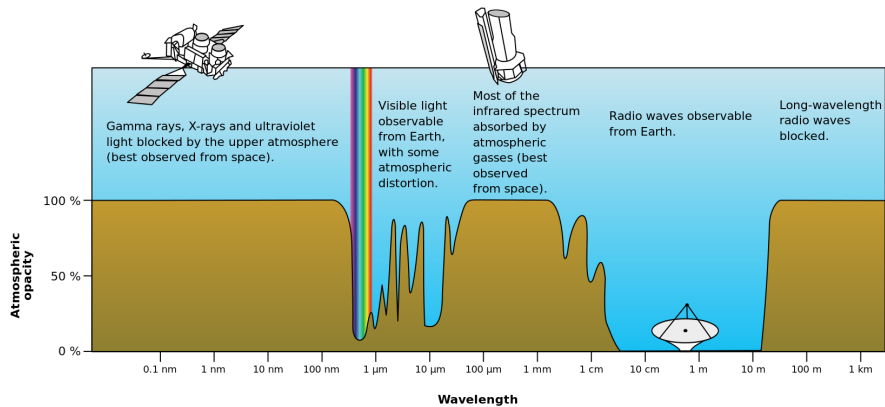 Gamma rays, X-rays and ultraviolet
light blocked by the upper atmosphere
(best observed from space).
Visible light
observable
from Earth,
with some
atmospheric
distortion.
Most of the
infrared spectrum
absorbed by
atmospheric
gasses (best
observed
from space).
Radio waves observable
from Earth.
Long-wavelength
radio waves
blocked.
Atmospheric
opacity
100 %
50 %
0 %
0.1 nm
1 nm
10 nm
100 nm
1 µm
10 µm
100 µm
1 mm
1 cm
10 cm
1 m
10 m
100 m
1 km
Wavelength